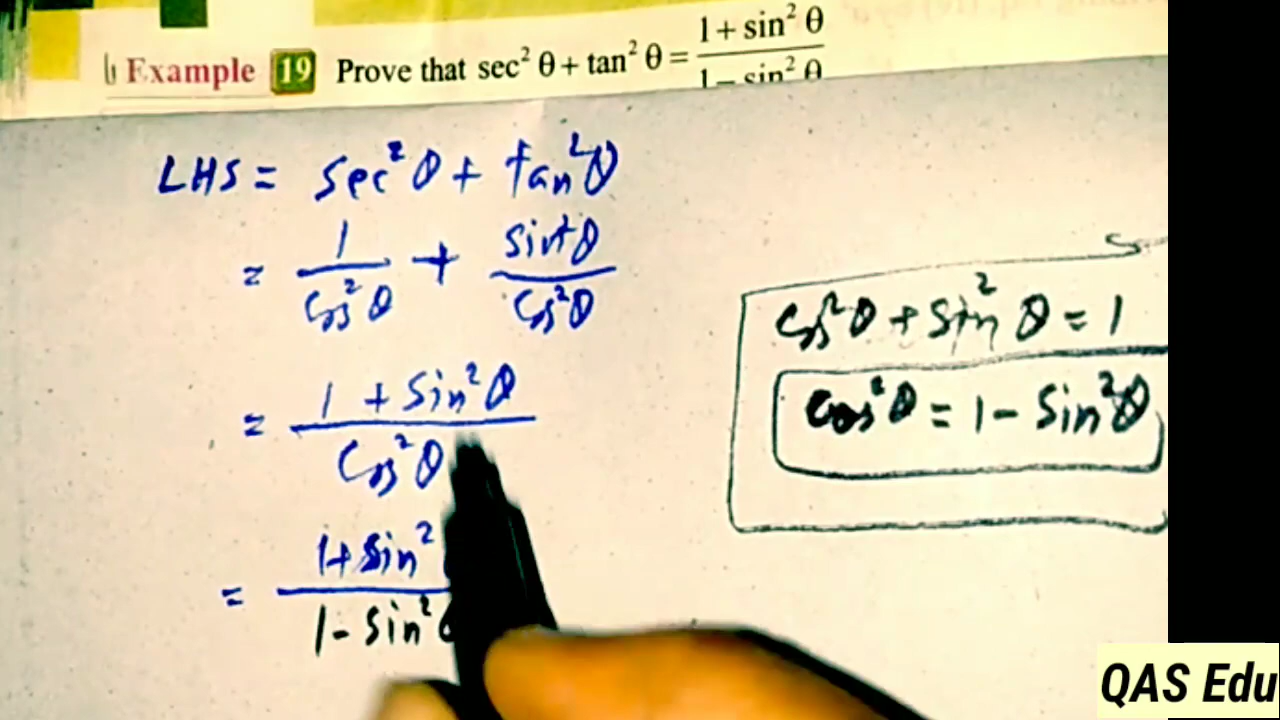 Example 19 Prove that sec² θ + tan² θ = (1 + sin² θ)/(1 − sin² θ)
LHS = sec²θ + tan²θ
= 1/cos²θ + sin²θ/cos²θ
= (1 + sin²θ)/cos²θ
= (1 + sin²)/(1 - sin²θ)
cos²θ + sin²θ = 1
cos²θ = 1 - sin²θ
QAS Edu